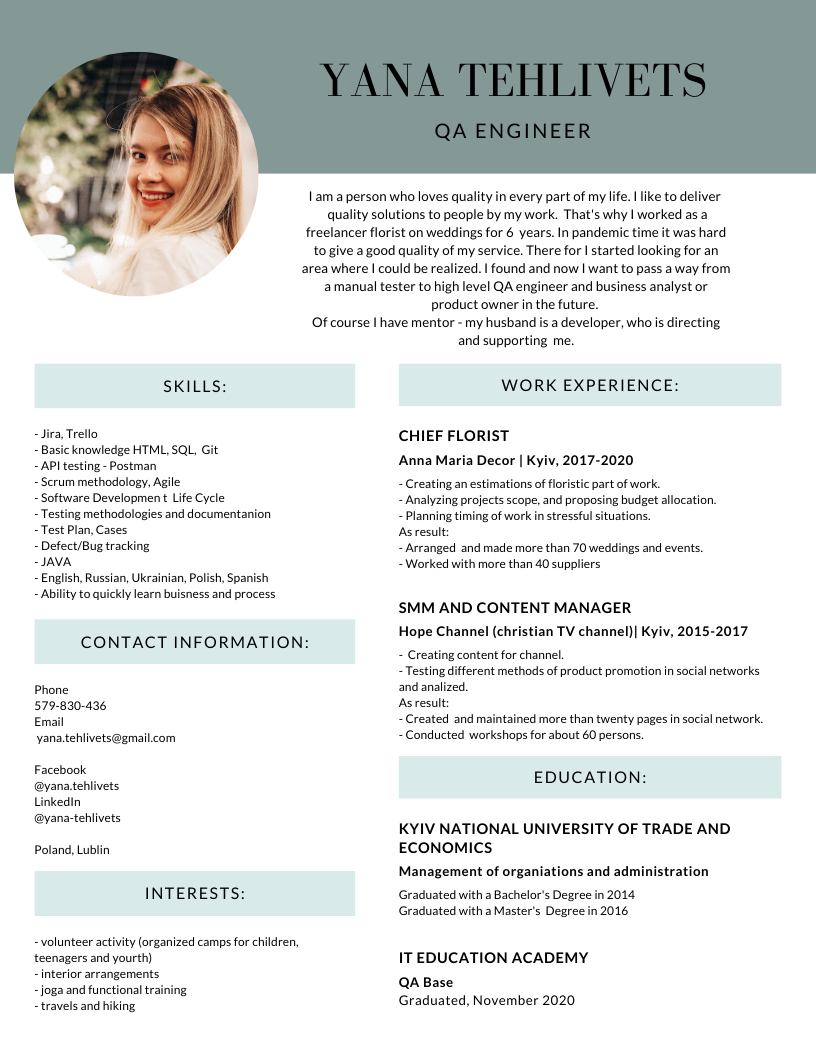 YANA TEHLIVETS
QA ENGINEER
I am a person who loves quality in every part of my life. I like to deliver
quality solutions to people by my work.  That's why I worked as a
freelancer florist on weddings for 6  years. In pandemic time it was hard
to give a good quality of my service. There for I started looking for an
area where I could be realized. I found and now I want to pass a way from
a manual tester to high level QA engineer and business analyst or
product owner in the future.
Of course I have mentor - my husband is a developer, who is directing
and supporting  me.
SKILLS:
- Jira, Trello
- Basic knowledge HTML, SQL,  Git
- API testing - Postman
- Scrum methodology, Agile
- Software Developmen t  Life Cycle
- Testing methodologies and documentanion
- Test Plan, Cases
- Defect/Bug tracking
- JAVA
- English, Russian, Ukrainian, Polish, Spanish
- Ability to quickly learn buisness and process
CONTACT INFORMATION:
Phone
579-830-436
Email
yana.tehlivets@gmail.com
Facebook
@yana.tehlivets
LinkedIn
@yana-tehlivets
Poland, Lublin
INTERESTS:
- volunteer activity (organized camps for children,
teenagers and yourth)
- interior arrangements
- joga and functional training
- travels and hiking
WORK EXPERIENCE:
CHIEF FLORIST
Anna Maria Decor | Kyiv, 2017-2020
- Creating an estimations of floristic part of work.
- Analyzing projects scope, and proposing budget allocation.
- Planning timing of work in stressful situations.
As result:
- Arranged  and made more than 70 weddings and events.
- Worked with more than 40 suppliers
SMM AND CONTENT MANAGER
Hope Channel (christian TV channel)| Kyiv, 2015-2017
-  Creating content for channel.
- Testing different methods of product promotion in social networks
and analized.
As result:
- Created  and maintained more than twenty pages in social network.
- Conducted  workshops for about 60 persons.
EDUCATION:
KYIV NATIONAL UNIVERSITY OF TRADE AND
ECONOMICS
Management of organiations and administration
Graduated with a Bachelor's Degree in 2014
Graduated with a Master's  Degree in 2016
IT EDUCATION ACADEMY
QA Base
Graduated, November 2020